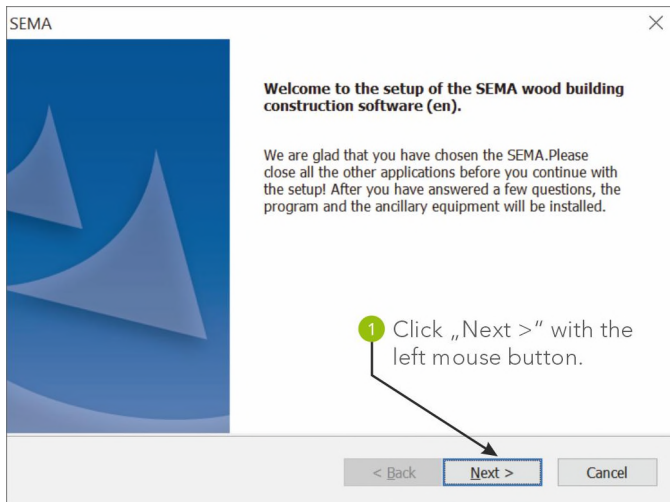 SEMA
Welcome to the setup of the SEMA wood building
construction software (en).
We are glad that you have chosen the SEMA.Please
close all the other applications before you continue with
the setup! After you have answered a few questions, the
program and the ancillary equipment will be installed.
1 Click „Next >“ with the
left mouse button.
< Back Next > Cancel